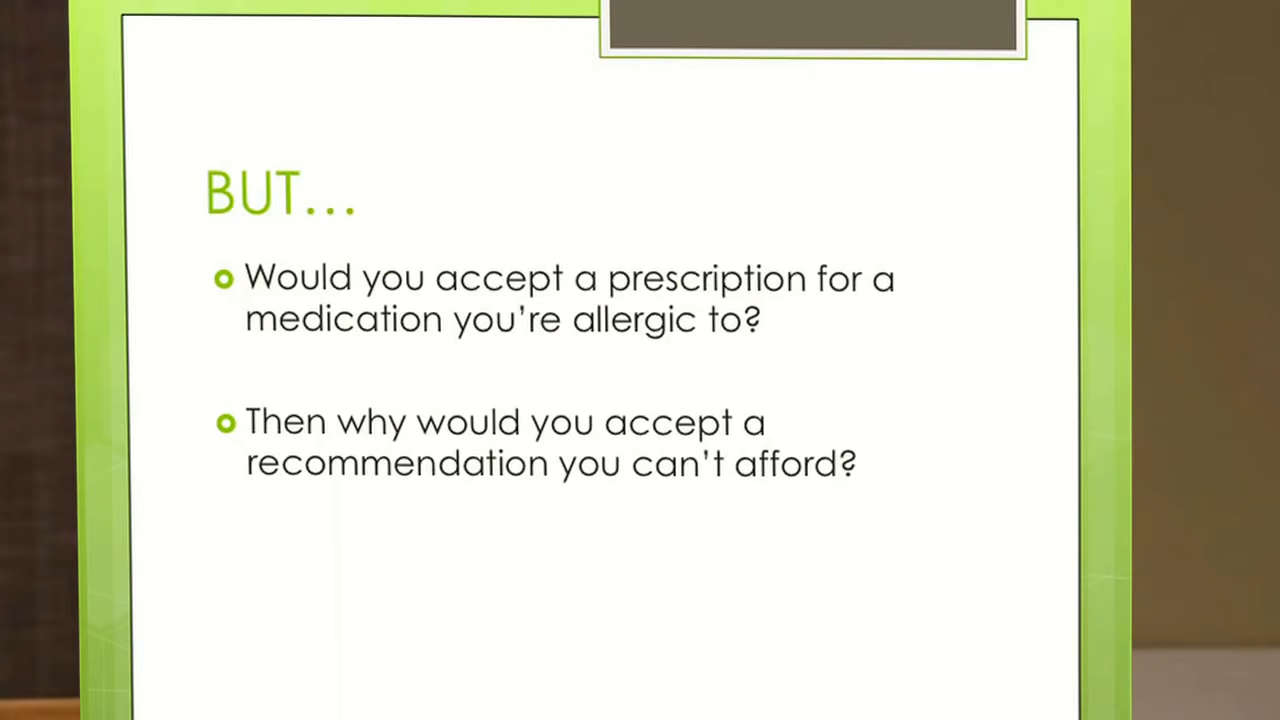 BUT…
Would you accept a prescription for a
medication you’re allergic to?
Then why would you accept a
recommendation you can’t afford?